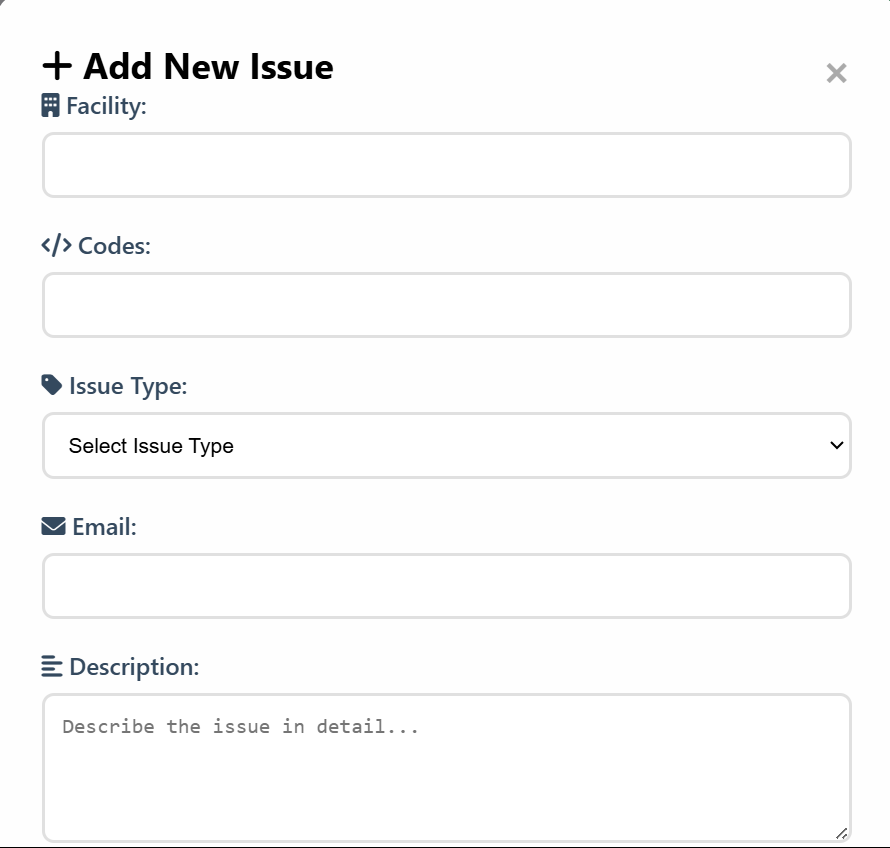 Add New Issue
Facility:
Codes:
Issue Type:
Select Issue Type
Email:
Description:
Describe the issue in detail...